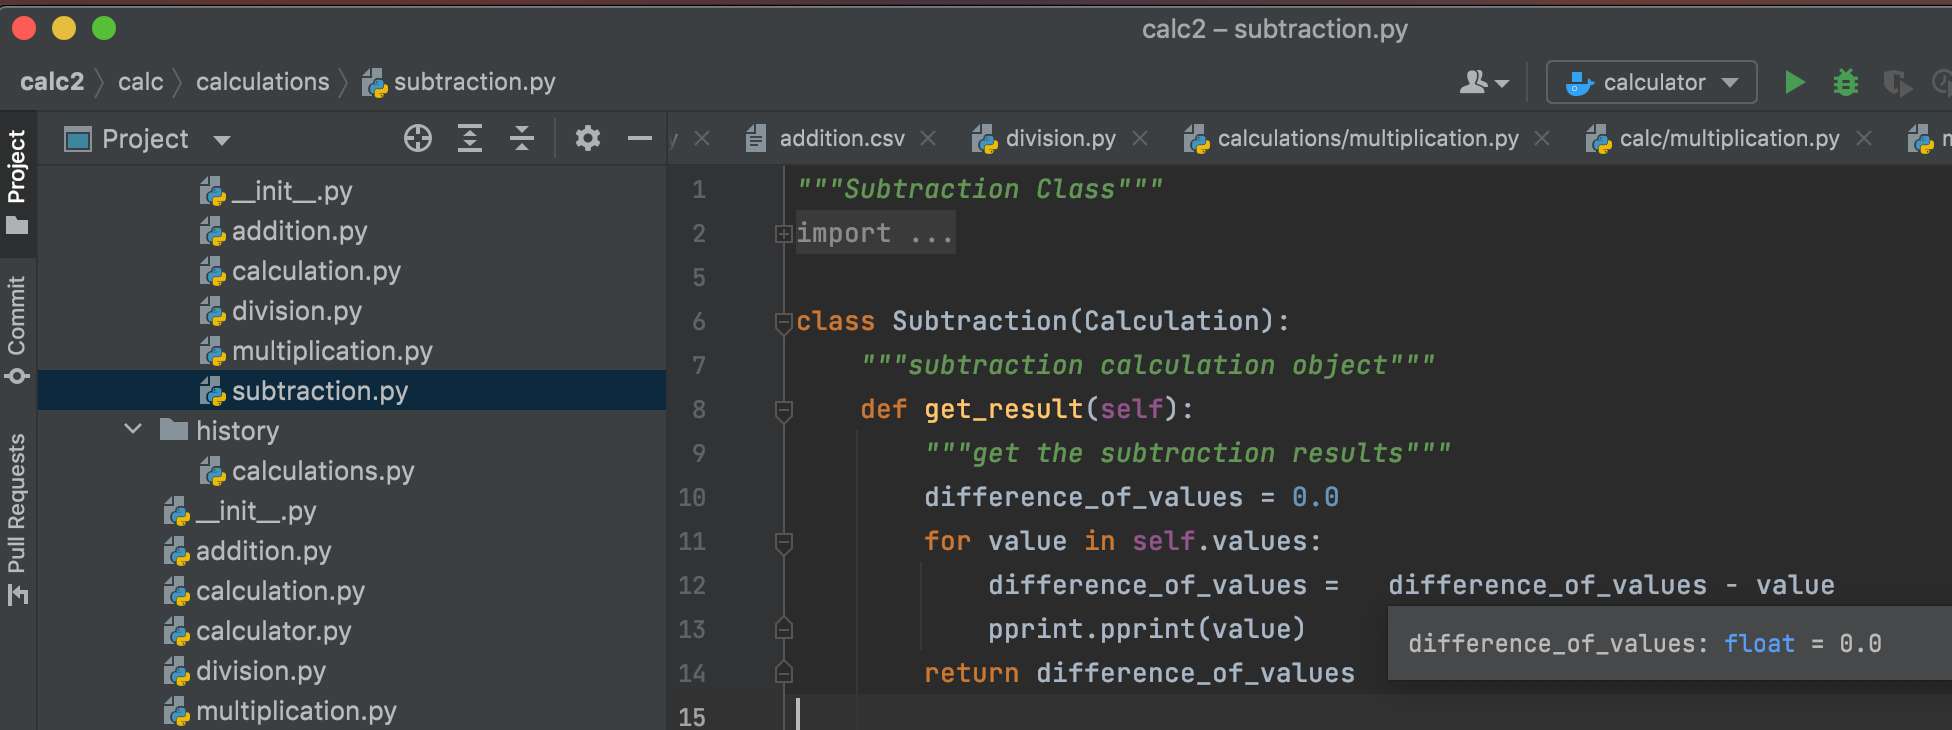 calc2 – subtraction.py
calc2 calc calculations subtraction.py
calculator
Project
addition.csv division.py calculations/multiplication.py calc/multiplication.py
Project
Commit
Pull Requests
__init__.py
addition.py
calculation.py
division.py
multiplication.py
subtraction.py
history
calculations.py
__init__.py
addition.py
calculation.py
calculator.py
division.py
multiplication.py
1 """Subtraction Class"""
2 import ...
5
6 class Subtraction(Calculation):
7 """subtraction calculation object"""
8 def get_result(self):
9 """get the subtraction results"""
10 difference_of_values = 0.0
11 for value in self.values:
12 difference_of_values =   difference_of_values - value
13 pprint.pprint(value)
14 return difference_of_values
15
difference_of_values: float = 0.0